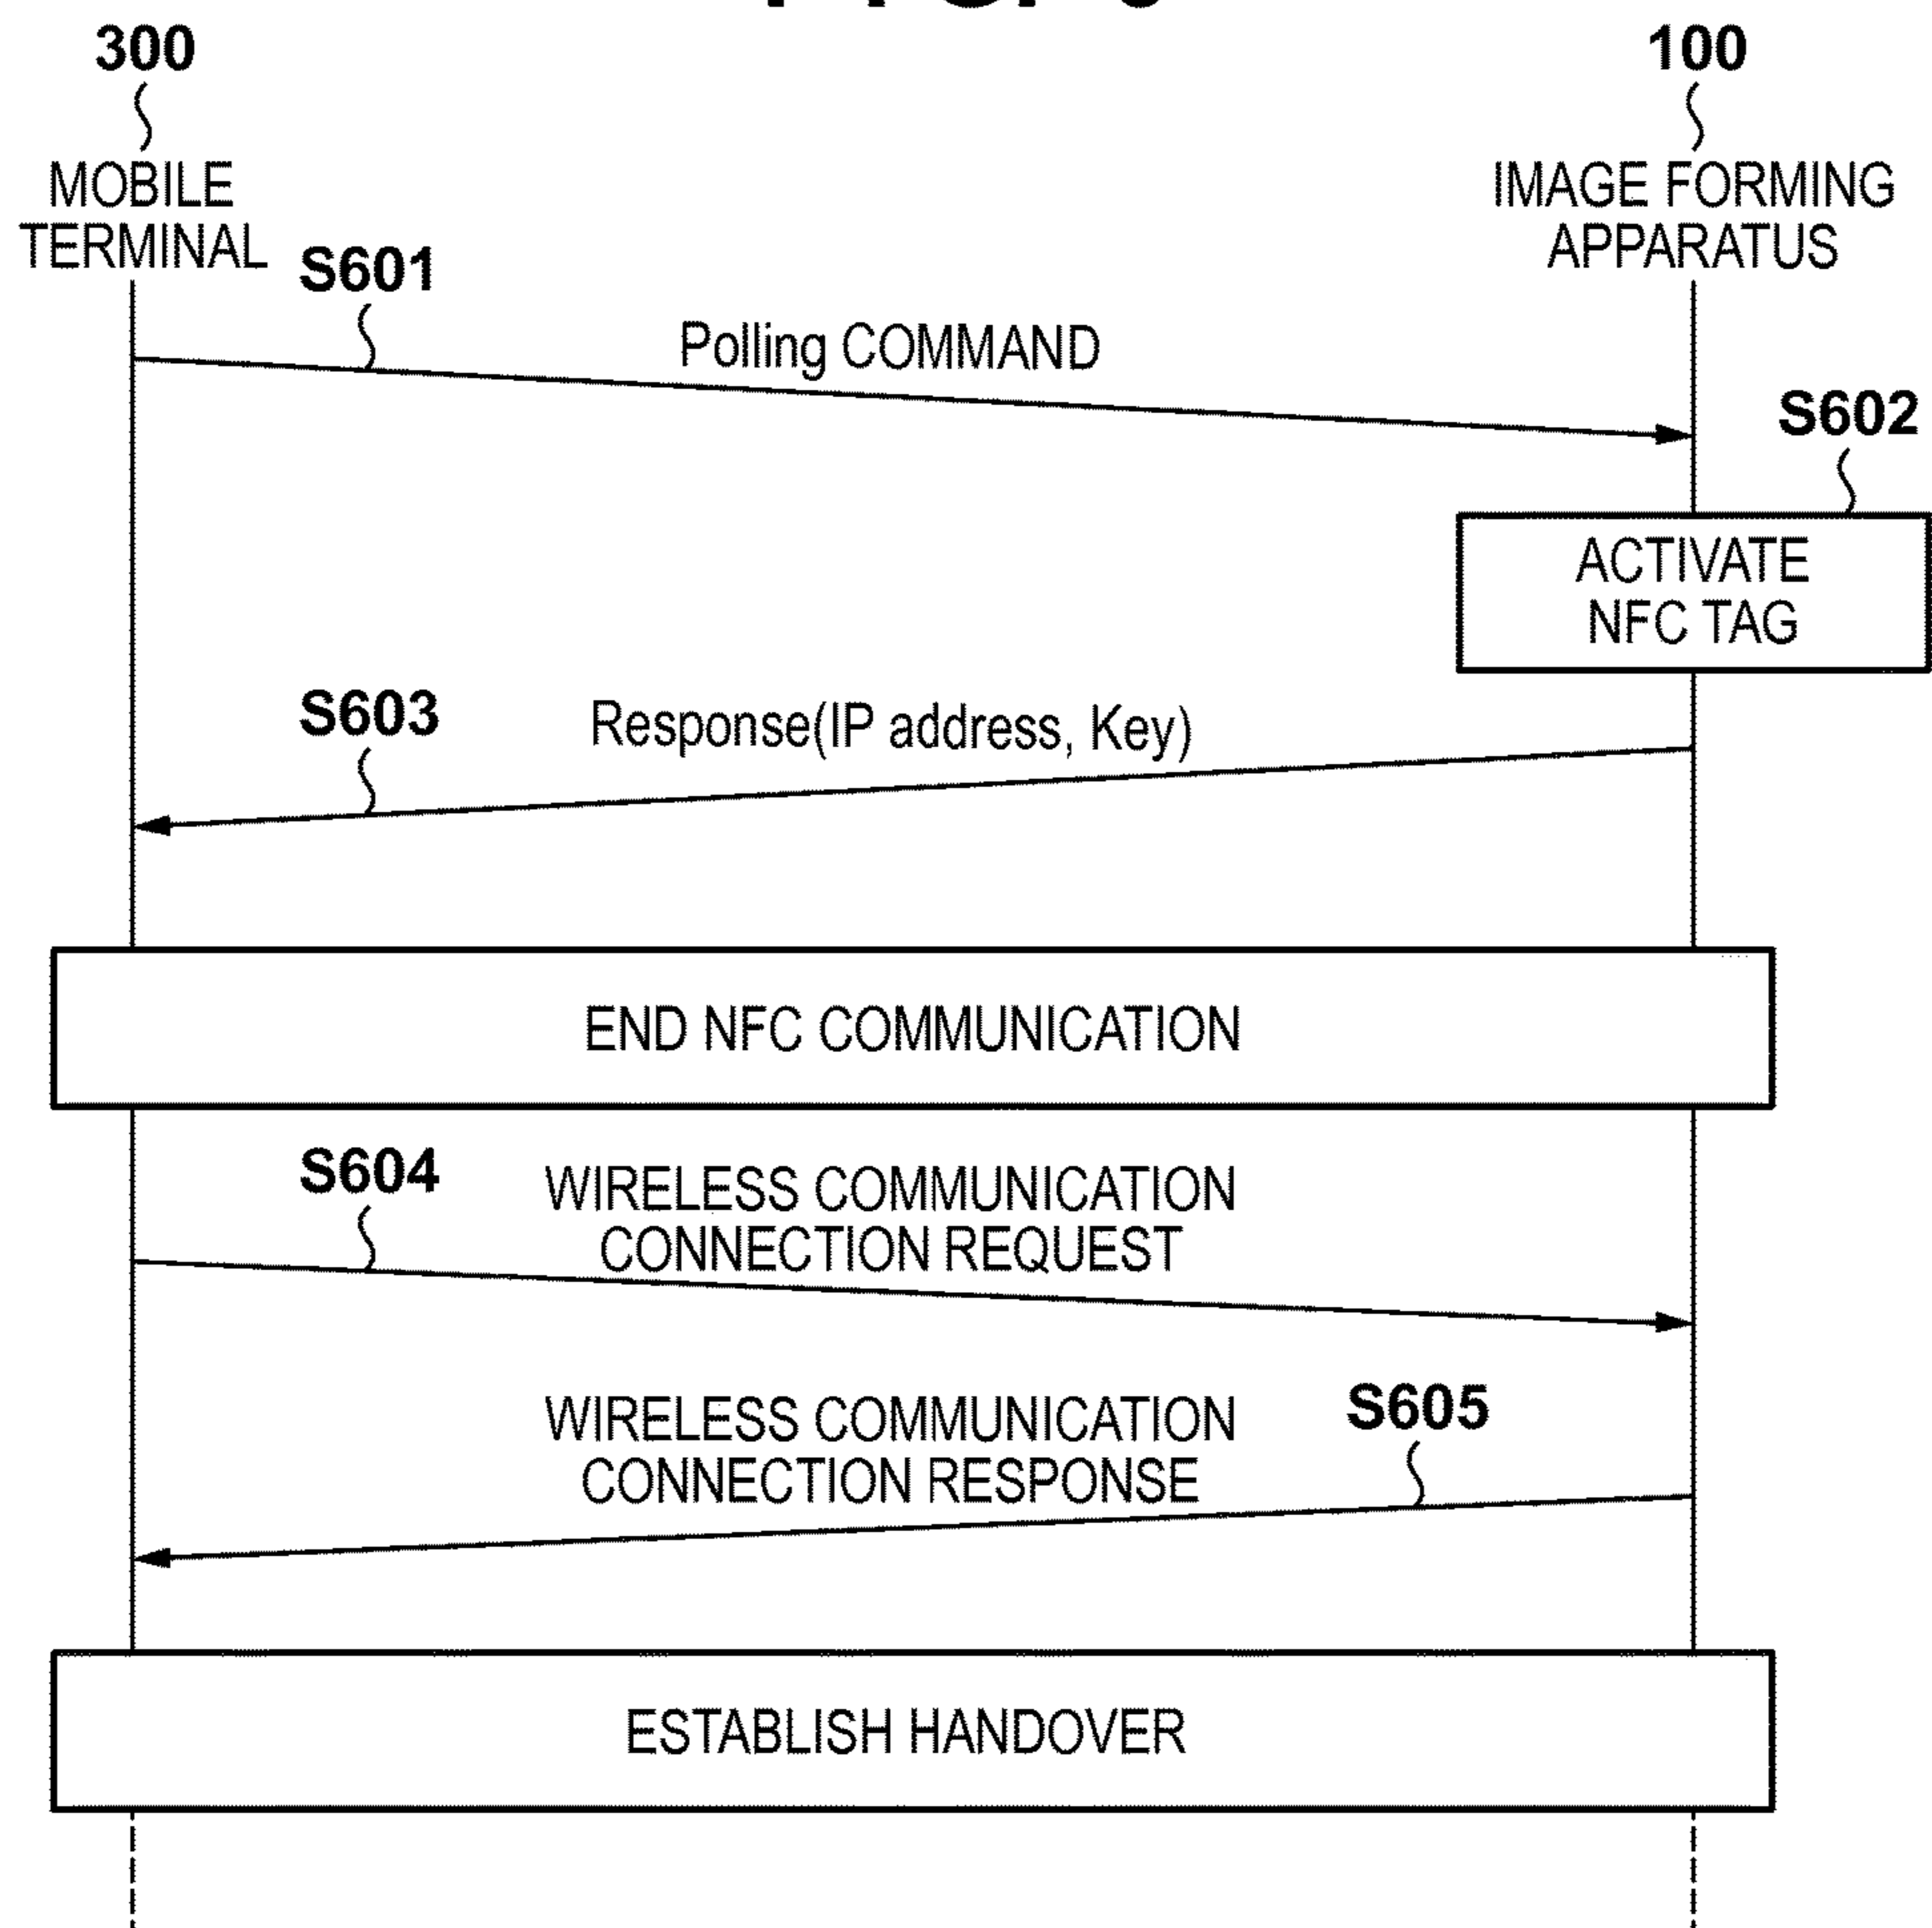 300
100
MOBILE
TERMINAL
IMAGE FORMING
APPARATUS
S601
Polling COMMAND
S602
ACTIVATE
NFC TAG
S603
Response(IP address, Key)
END NFC COMMUNICATION
S604
WIRELESS COMMUNICATION
CONNECTION REQUEST
WIRELESS COMMUNICATION
CONNECTION RESPONSE
S605
ESTABLISH HANDOVER